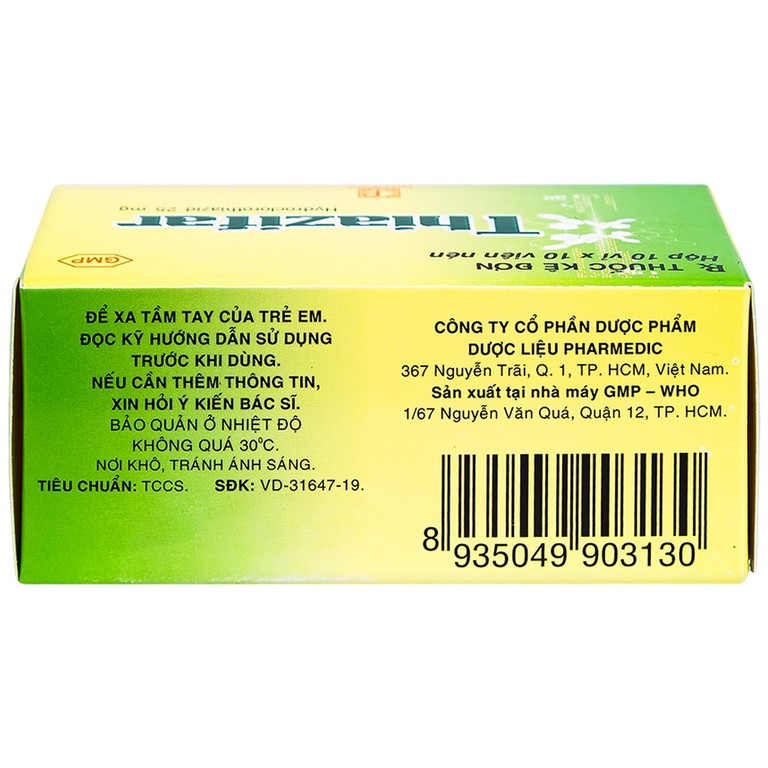 Hydroclorothiazid 25 mg
Thiazifar
GMP
Rx THUỐC KÊ ĐƠN
Hộp 10 vỉ x 10 viên nén
ĐỂ XA TẦM TAY CỦA TRẺ EM.
ĐỌC KỸ HƯỚNG DẪN SỬ DỤNG
TRƯỚC KHI DÙNG.
NẾU CẦN THÊM THÔNG TIN,
XIN HỎI Ý KIẾN BÁC SĨ.
BẢO QUẢN Ở NHIỆT ĐỘ
KHÔNG QUÁ 30°C.
NƠI KHÔ, TRÁNH ÁNH SÁNG.
TIÊU CHUẨN: TCCS. SĐK: VD-31647-19.
CÔNG TY CỔ PHẦN DƯỢC PHẨM
DƯỢC LIỆU PHARMEDIC
367 Nguyễn Trãi, Q. 1, TP. HCM, Việt Nam.
Sản xuất tại nhà máy GMP – WHO
1/67 Nguyễn Văn Quá, Quận 12, TP. HCM.
8 935049 903130